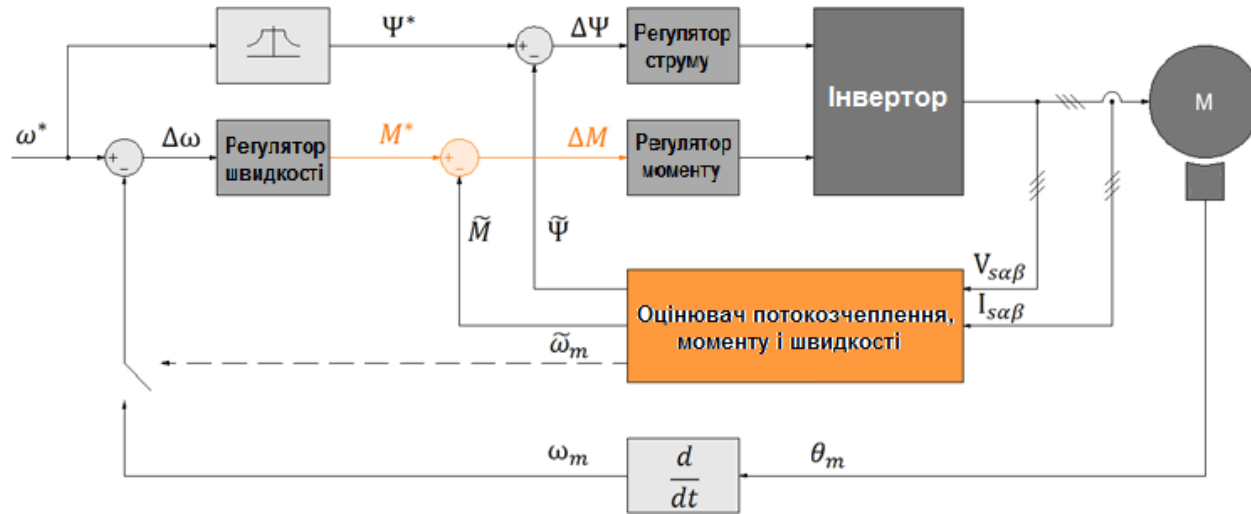 Ψ*
ΔΨ
Регулятор
струму
Інвертор
M
ω*
Δω
Регулятор
швидкості
M*
ΔM
Регулятор
моменту
M̃
Ψ̃
V_sαβ
I_sαβ
Оцінювач потокозчеплення,
моменту і швидкості
ω̃_m
ω_m
d
dt
θ_m